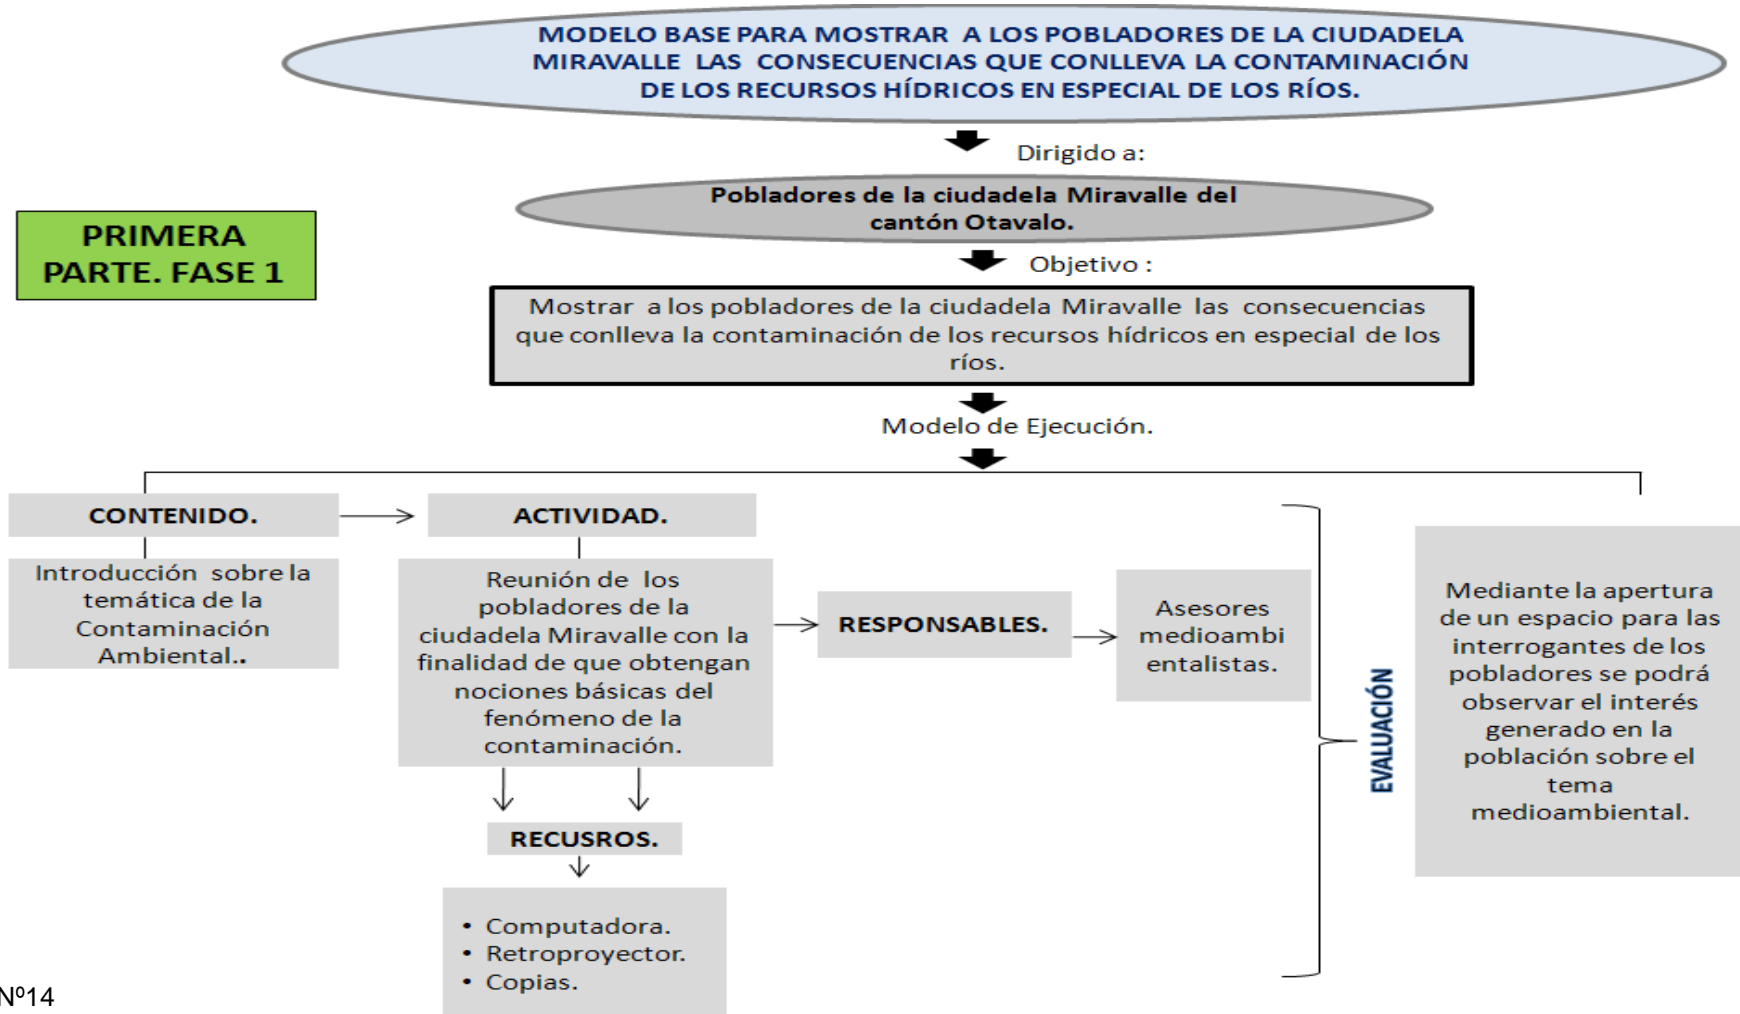 MODELO BASE PARA MOSTRAR A LOS POBLADORES DE LA CIUDADELA
MIRAVALLE LAS CONSECUENCIAS QUE CONLLEVA LA CONTAMINACIÓN
DE LOS RECURSOS HÍDRICOS EN ESPECIAL DE LOS RÍOS.
Dirigido a:
Pobladores de la ciudadela Miravalle del
cantón Otavalo.
PRIMERA
PARTE. FASE 1
Objetivo :
Mostrar a los pobladores de la ciudadela Miravalle las consecuencias
que conlleva la contaminación de los recursos hídricos en especial de los
ríos.
Modelo de Ejecución.
CONTENIDO.
Introducción sobre la
temática de la
Contaminación
Ambiental..
ACTIVIDAD.
Reunión de los
pobladores de la
ciudadela Miravalle con la
finalidad de que obtengan
nociones básicas del
fenómeno de la
contaminación.
RESPONSABLES.
Asesores
medioambi
entalistas.
RECUSROS.
• Computadora.
• Retroproyector.
• Copias.
EVALUACIÓN
Mediante la apertura
de un espacio para las
interrogantes de los
pobladores se podrá
observar el interés
generado en la
población sobre el
tema
medioambiental.
Nº14